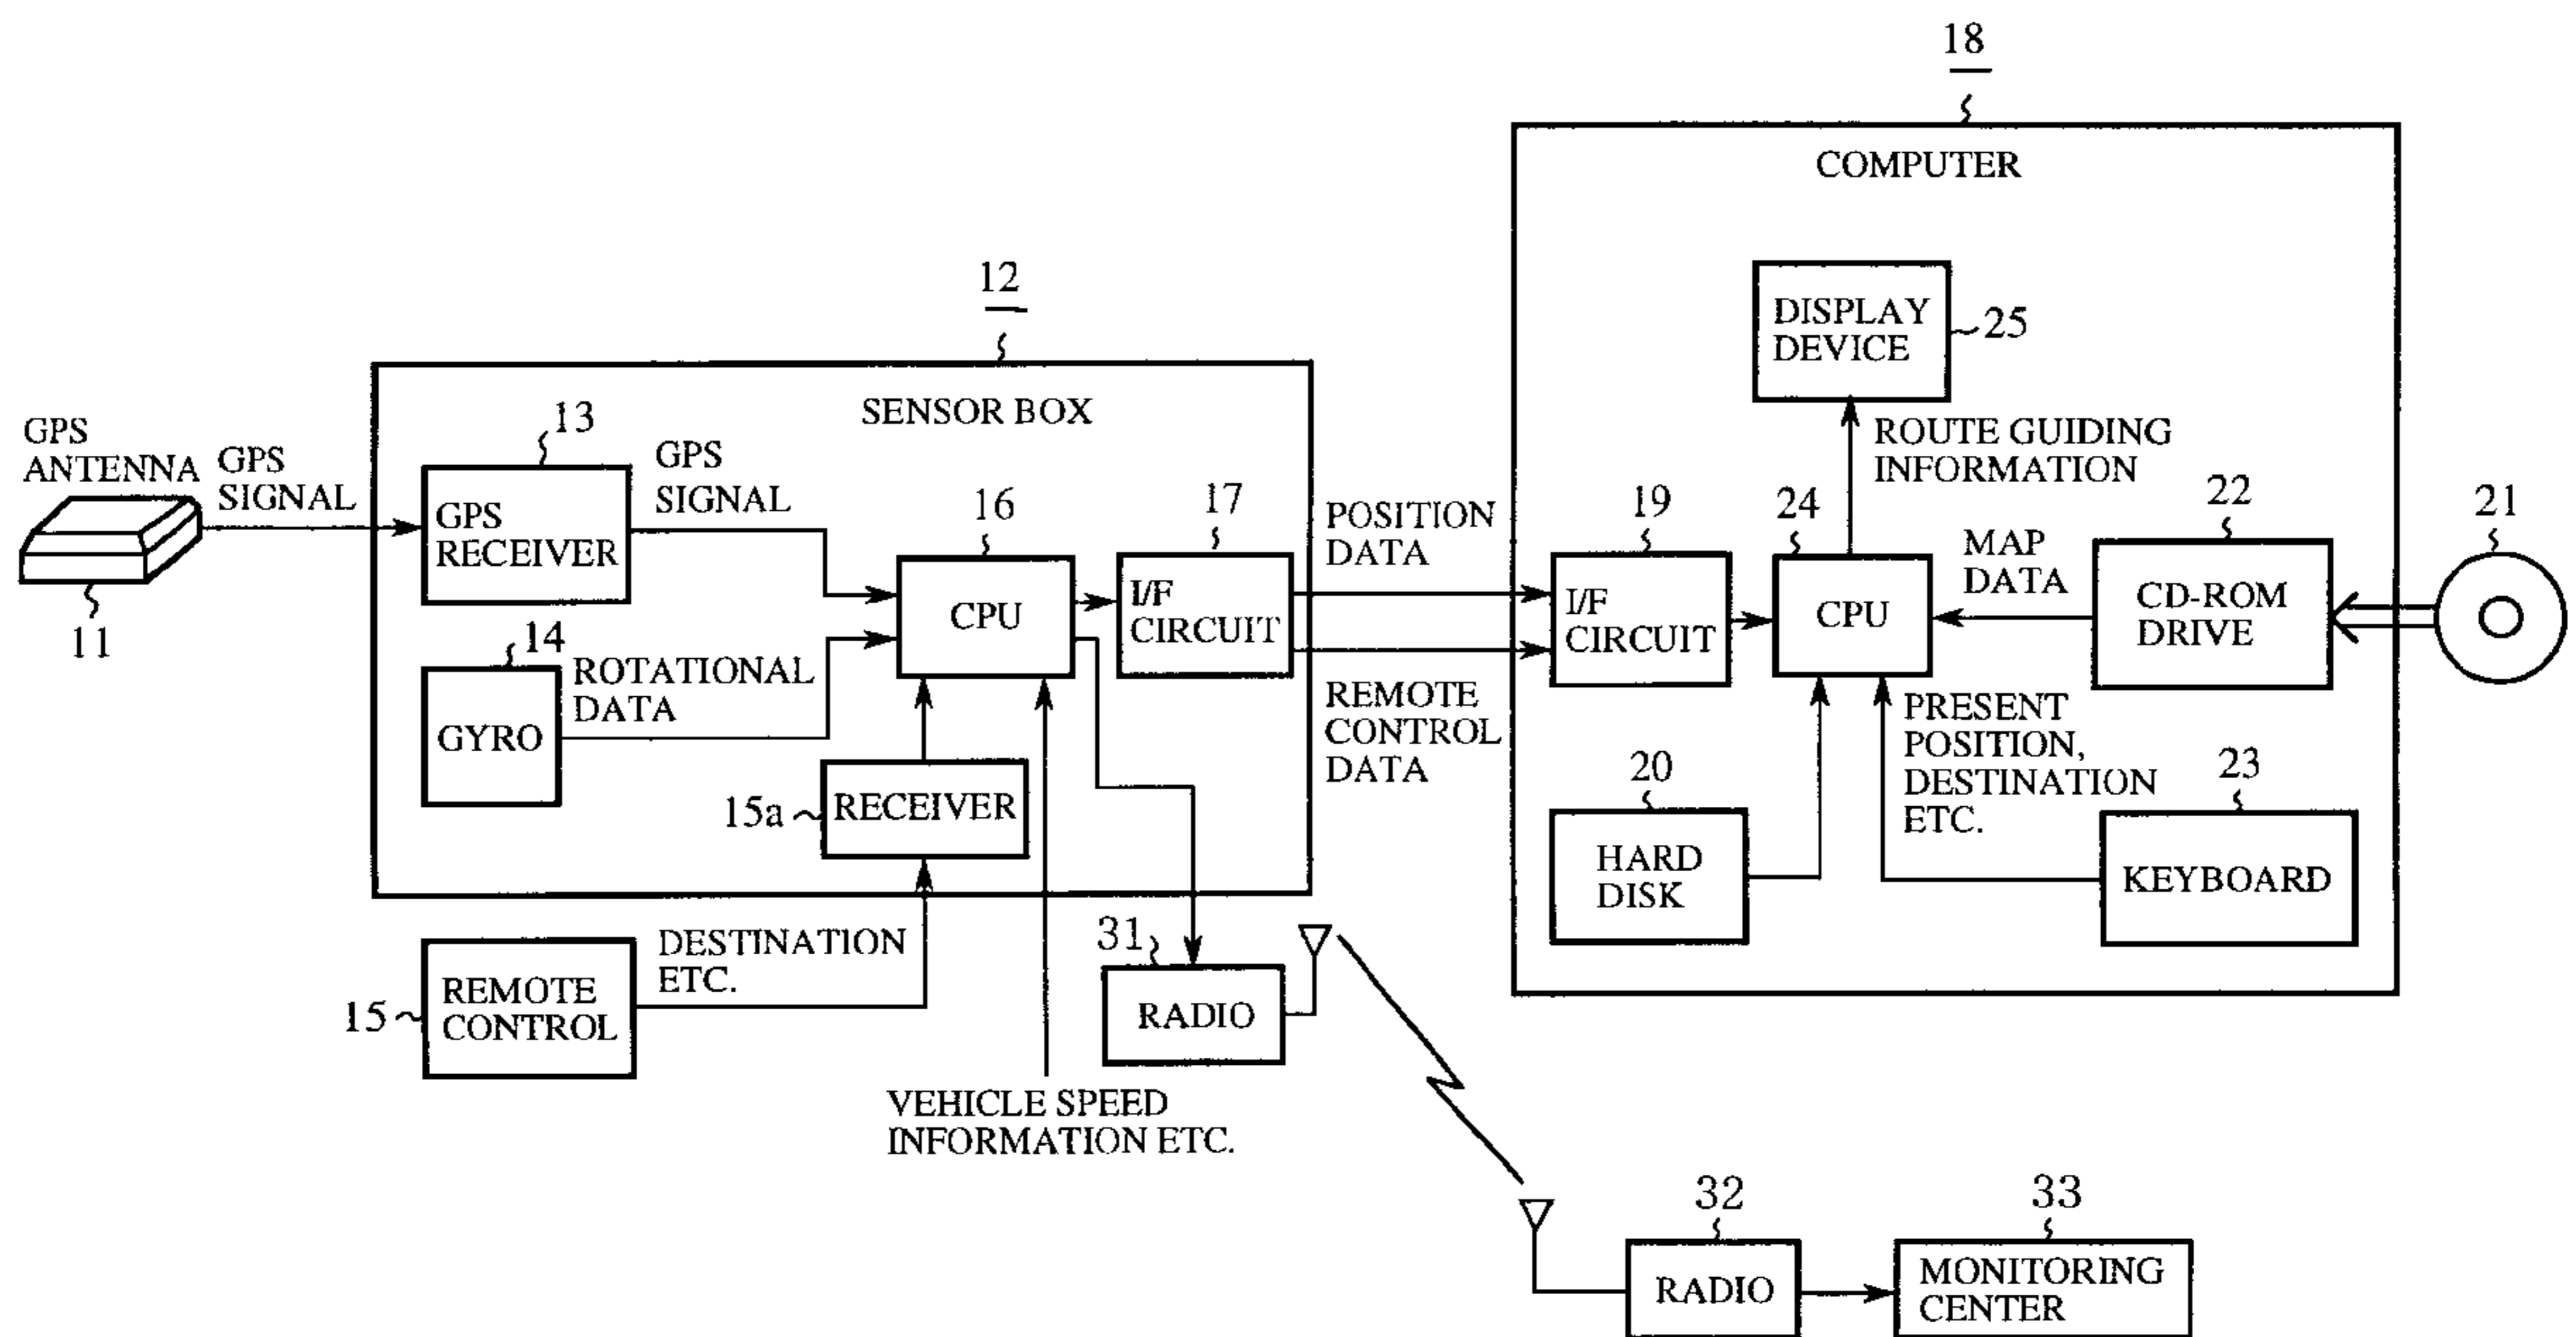 18
COMPUTER
12
SENSOR BOX
DISPLAY
DEVICE
25
ROUTE GUIDING
INFORMATION
GPS
ANTENNA
11
GPS
SIGNAL
13
GPS
RECEIVER
GPS
SIGNAL
14
GYRO
ROTATIONAL
DATA
16
CPU
17
I/F
CIRCUIT
15a
RECEIVER
POSITION
DATA
REMOTE
CONTROL
DATA
19
I/F
CIRCUIT
24
CPU
MAP
DATA
22
CD-ROM
DRIVE
21
20
HARD
DISK
PRESENT
POSITION,
DESTINATION
ETC.
23
KEYBOARD
15
REMOTE
CONTROL
DESTINATION
ETC.
VEHICLE SPEED
INFORMATION ETC.
31
RADIO
32
RADIO
33
MONITORING
CENTER